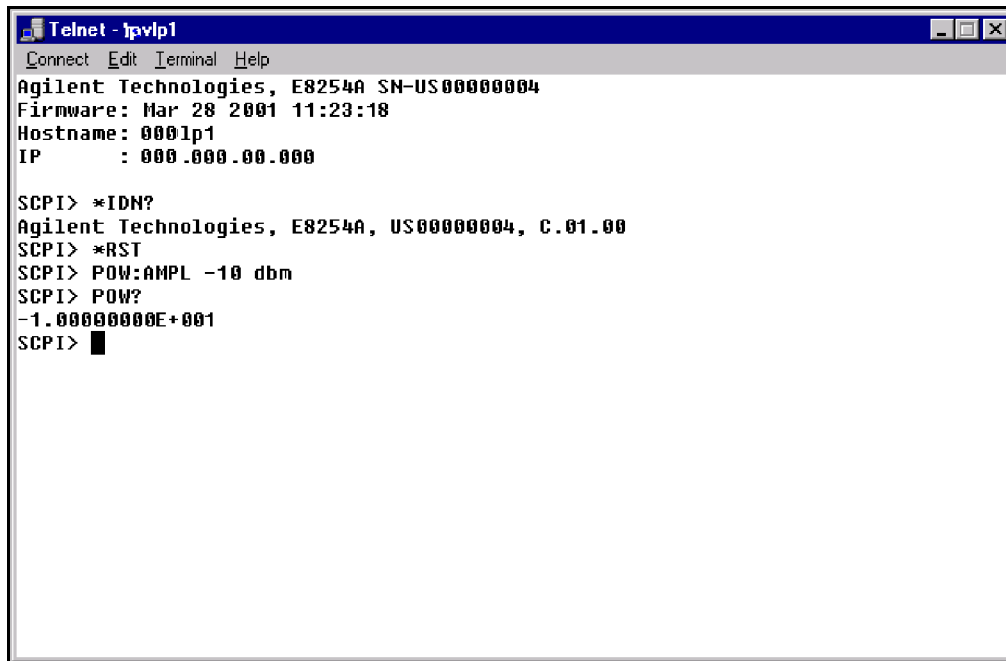 Telnet - hpvlp1
Connect Edit Terminal Help
Agilent Technologies, E8254A SN-US00000004
Firmware: Mar 28 2001 11:23:18
Hostname: 000lp1
IP : 000.000.00.000
SCPI> *IDN?
Agilent Technologies, E8254A, US00000004, C.01.00
SCPI> *RST
SCPI> POW:AMPL -10 dbm
SCPI> POW?
-1.00000000E+001
SCPI>